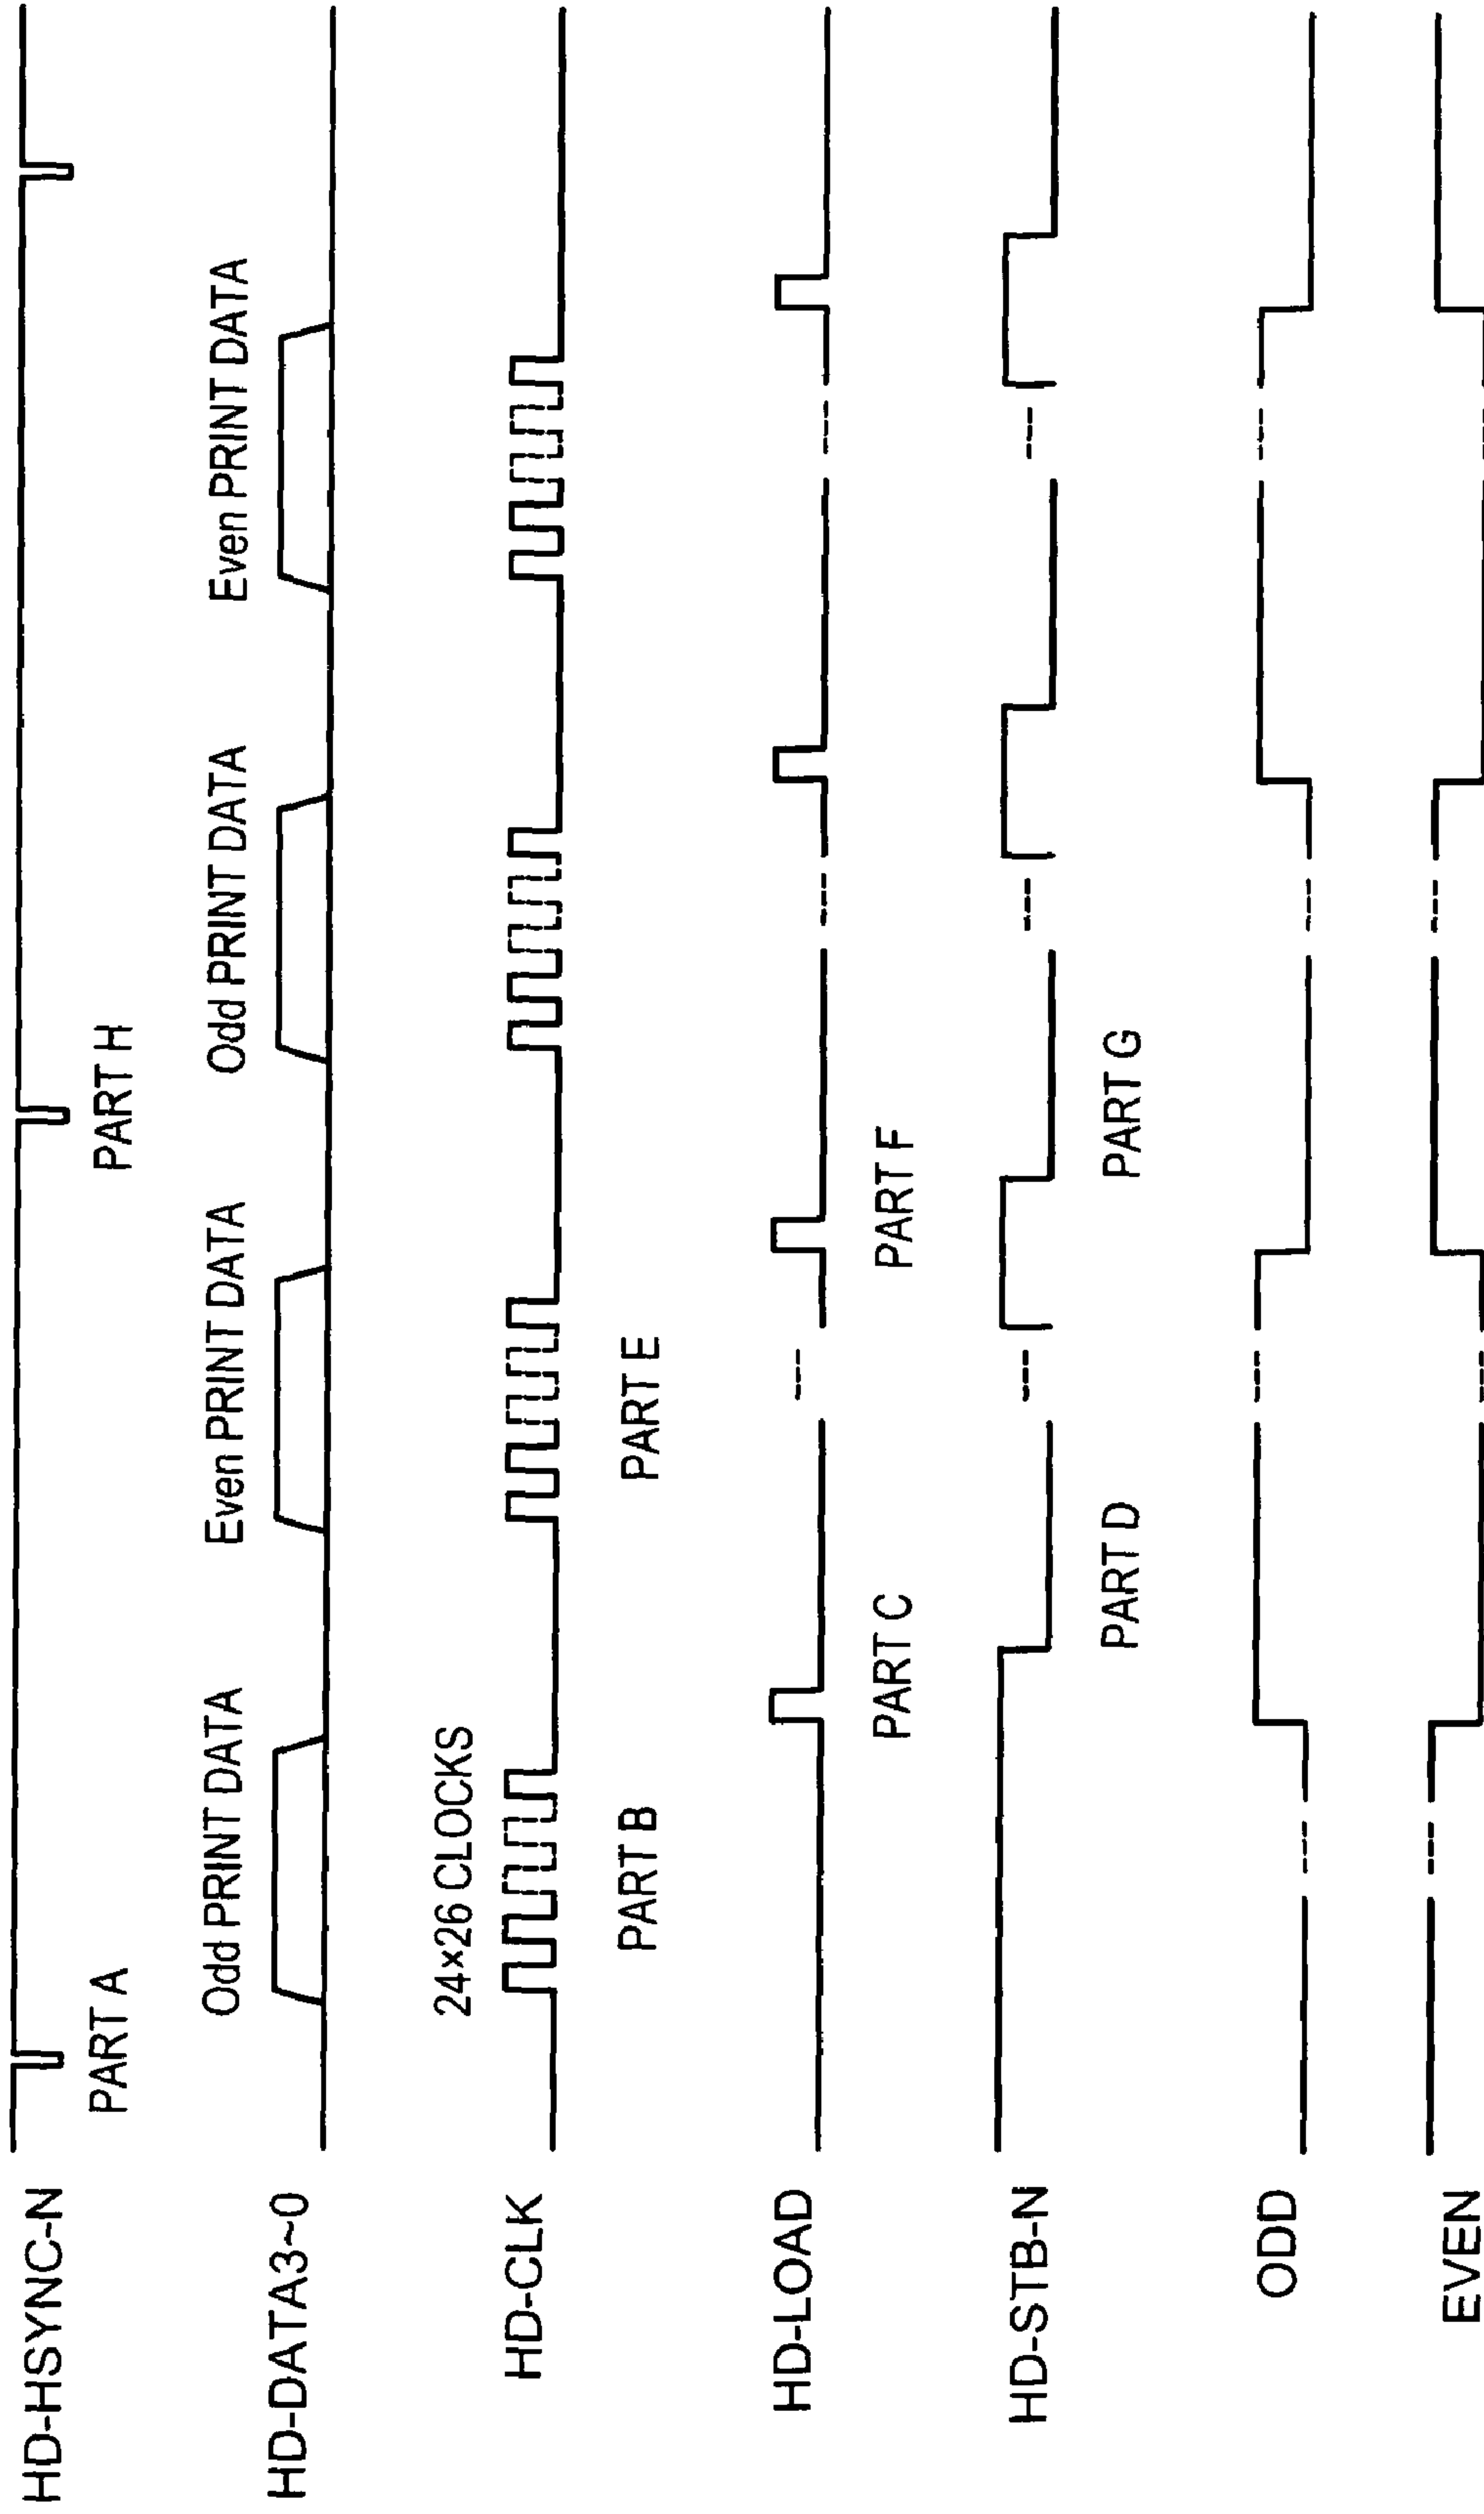 HD-HSYNC-N
PART A
PART H
Odd PRINT DATA
Even PRINT DATA
Odd PRINT DATA
Even PRINT DATA
HD-DATA3~0
24×26 CLOCKS
HD-CLK
PART B
PART E
HD-LOAD
PART C
PART F
HD-STB-N
PART D
PART G
ODD
EVEN